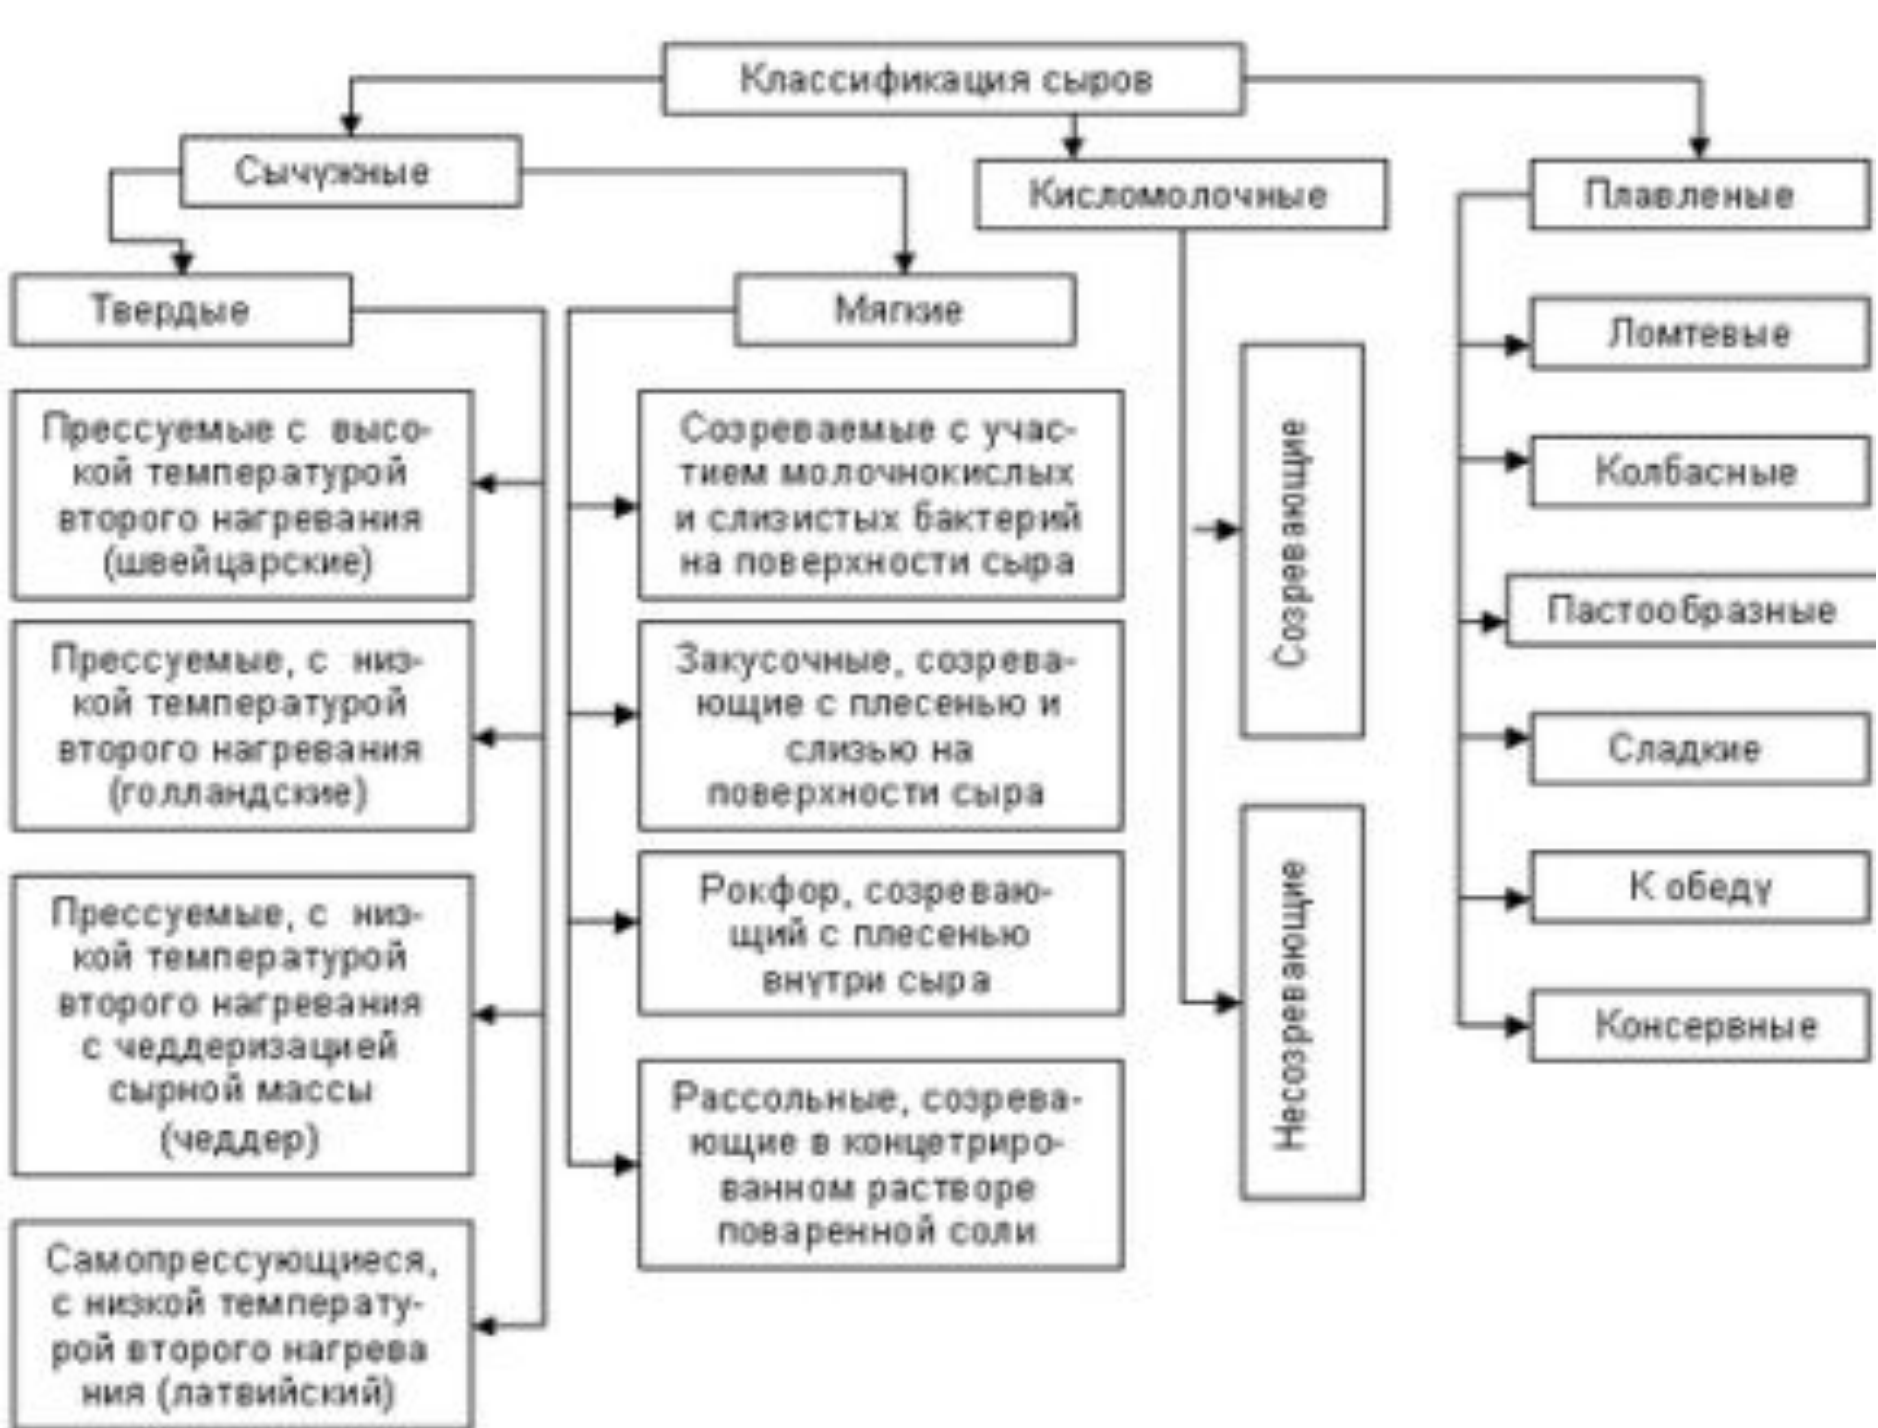 Классификация сыров
Сычужные
Кисломолочные
Плавленые
Твердые
Мягкие
Прессуемые с высо-
кой температурой
второго нагревания
(швейцарские)
Прессуемые, с низ-
кой температурой
второго нагревания
(голландские)
Прессуемые, с низ-
кой температурой
второго нагревания
с чеддеризацией
сырной массы
(чеддер)
Самопрессующиеся,
с низкой температу-
рой второго нагрева
ния (латвийский)
Созреваемые с учас-
тием молочнокислых
и слизистых бактерий
на поверхности сыра
Закусочные, созрева-
ющие с плесенью и
слизью на
поверхности сыра
Рокфор, созреваю-
щий с плесенью
внутри сыра
Рассольные, созрева-
ющие в концетриро-
ванном растворе
поваренной соли
Созревающие
Несозревающие
Ломтевые
Колбасные
Пастообразные
Сладкие
К обеду
Консервные